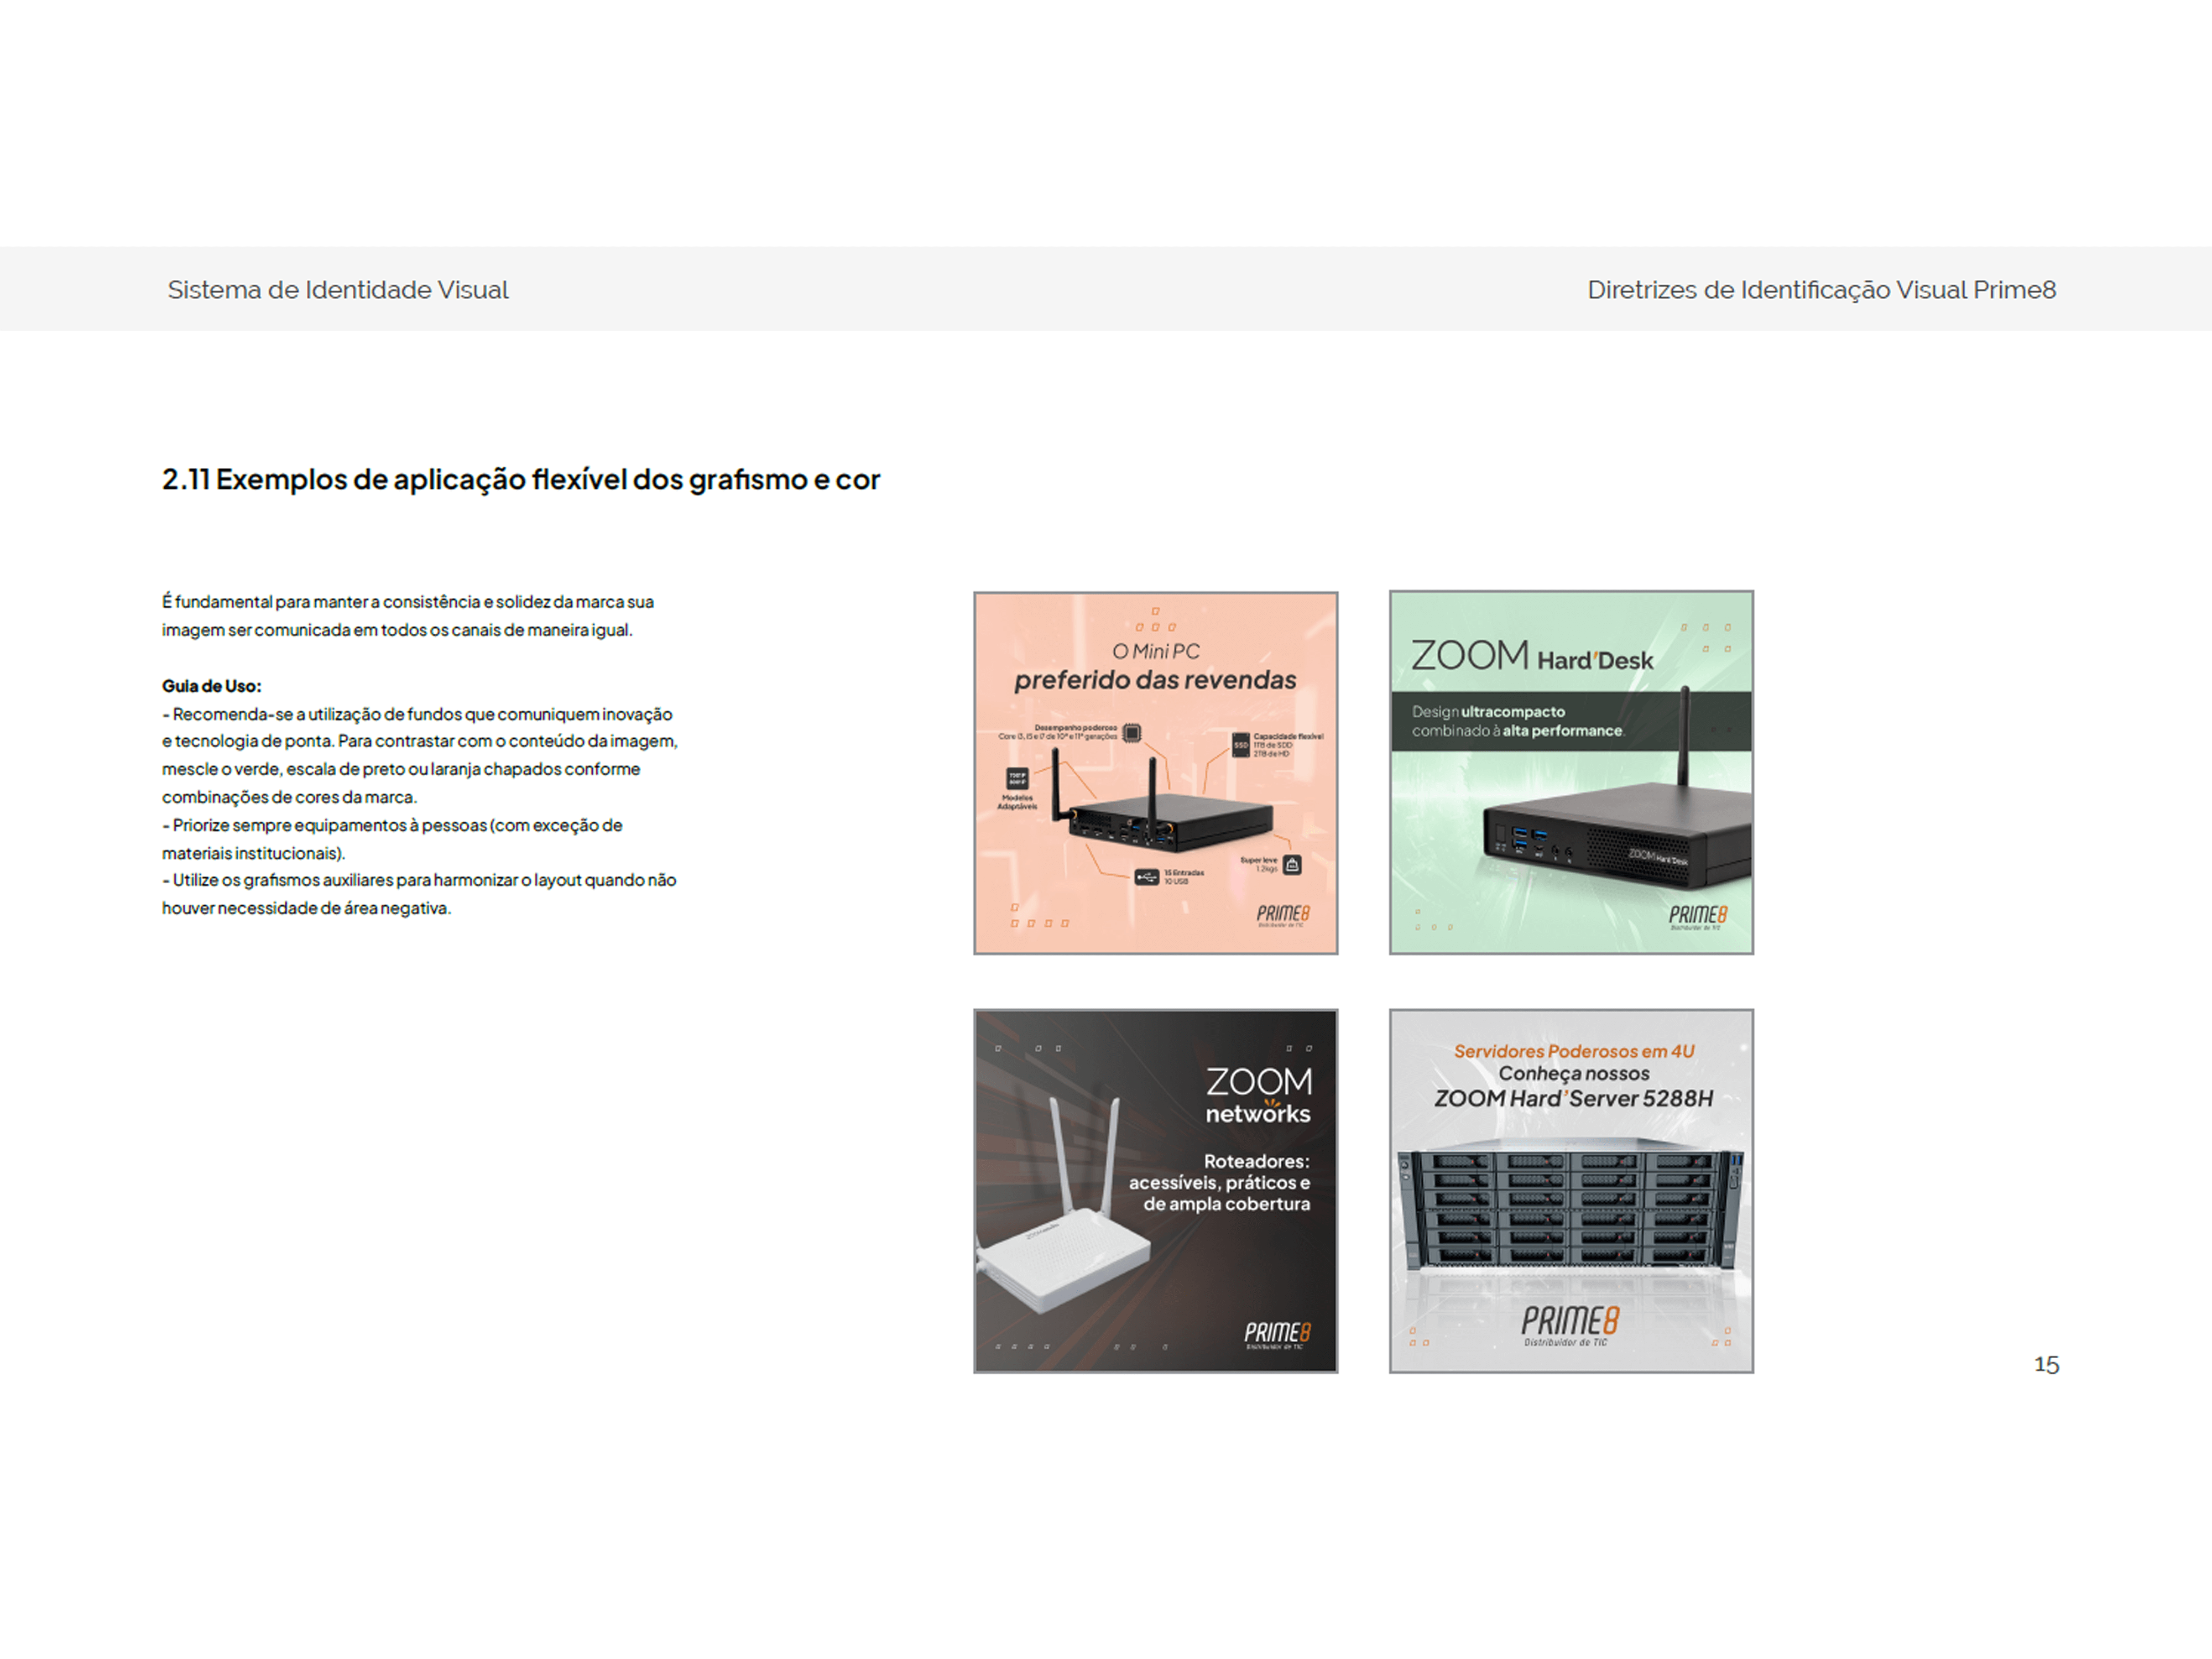 Sistema de Identidade Visual
Diretrizes de Identificação Visual Prime8
2.11 Exemplos de aplicação flexível dos grafismo e cor
É fundamental para manter a consistência e solidez da marca sua
imagem ser comunicada em todos os canais de maneira igual.
Guia de Uso:
- Recomenda-se a utilização de fundos que comuniquem inovação
e tecnologia de ponta. Para contrastar com o conteúdo da imagem,
mescle o verde, escala de preto ou laranja chapados conforme
combinações de cores da marca.
- Priorize sempre equipamentos à pessoas (com exceção de
materiais institucionais).
- Utilize os grafismos auxiliares para harmonizar o layout quando não
houver necessidade de área negativa.
O Mini PC
preferido das revendas
Desempenho poderoso
Core i3, i5 e i7 de 10ª e 11ª gerações
SSD
Capacidade flexível
1TB de SDD
2TB de HD
Modelos
Adaptáveis
15 Entradas
10 USB
Super leve
1.2kgs
PRIME8
Distribuidor de TIC
ZOOM Hard'Desk
Design ultracompacto
combinado à alta performance.
ZOOM Hard'Desk
PRIME8
Distribuidor de TIC
ZOOM
networks
Roteadores:
acessíveis, práticos e
de ampla cobertura
PRIME8
Distribuidor de TIC
Servidores Poderosos em 4U
Conheça nossos
ZOOM Hard'Server 5288H
PRIME8
Distribuidor de TIC
15